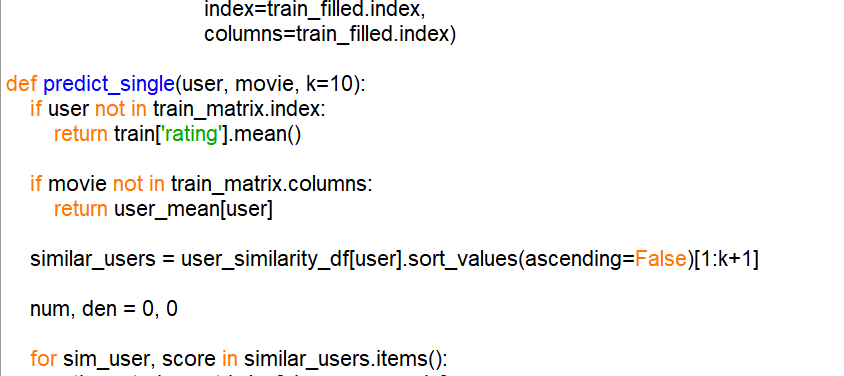 index=train_filled.index,
columns=train_filled.index)
def predict_single(user, movie, k=10):
if user not in train_matrix.index:
return train['rating'].mean()
if movie not in train_matrix.columns:
return user_mean[user]
similar_users = user_similarity_df[user].sort_values(ascending=False)[1:k+1]
num, den = 0, 0
for sim_user, score in similar_users.items():